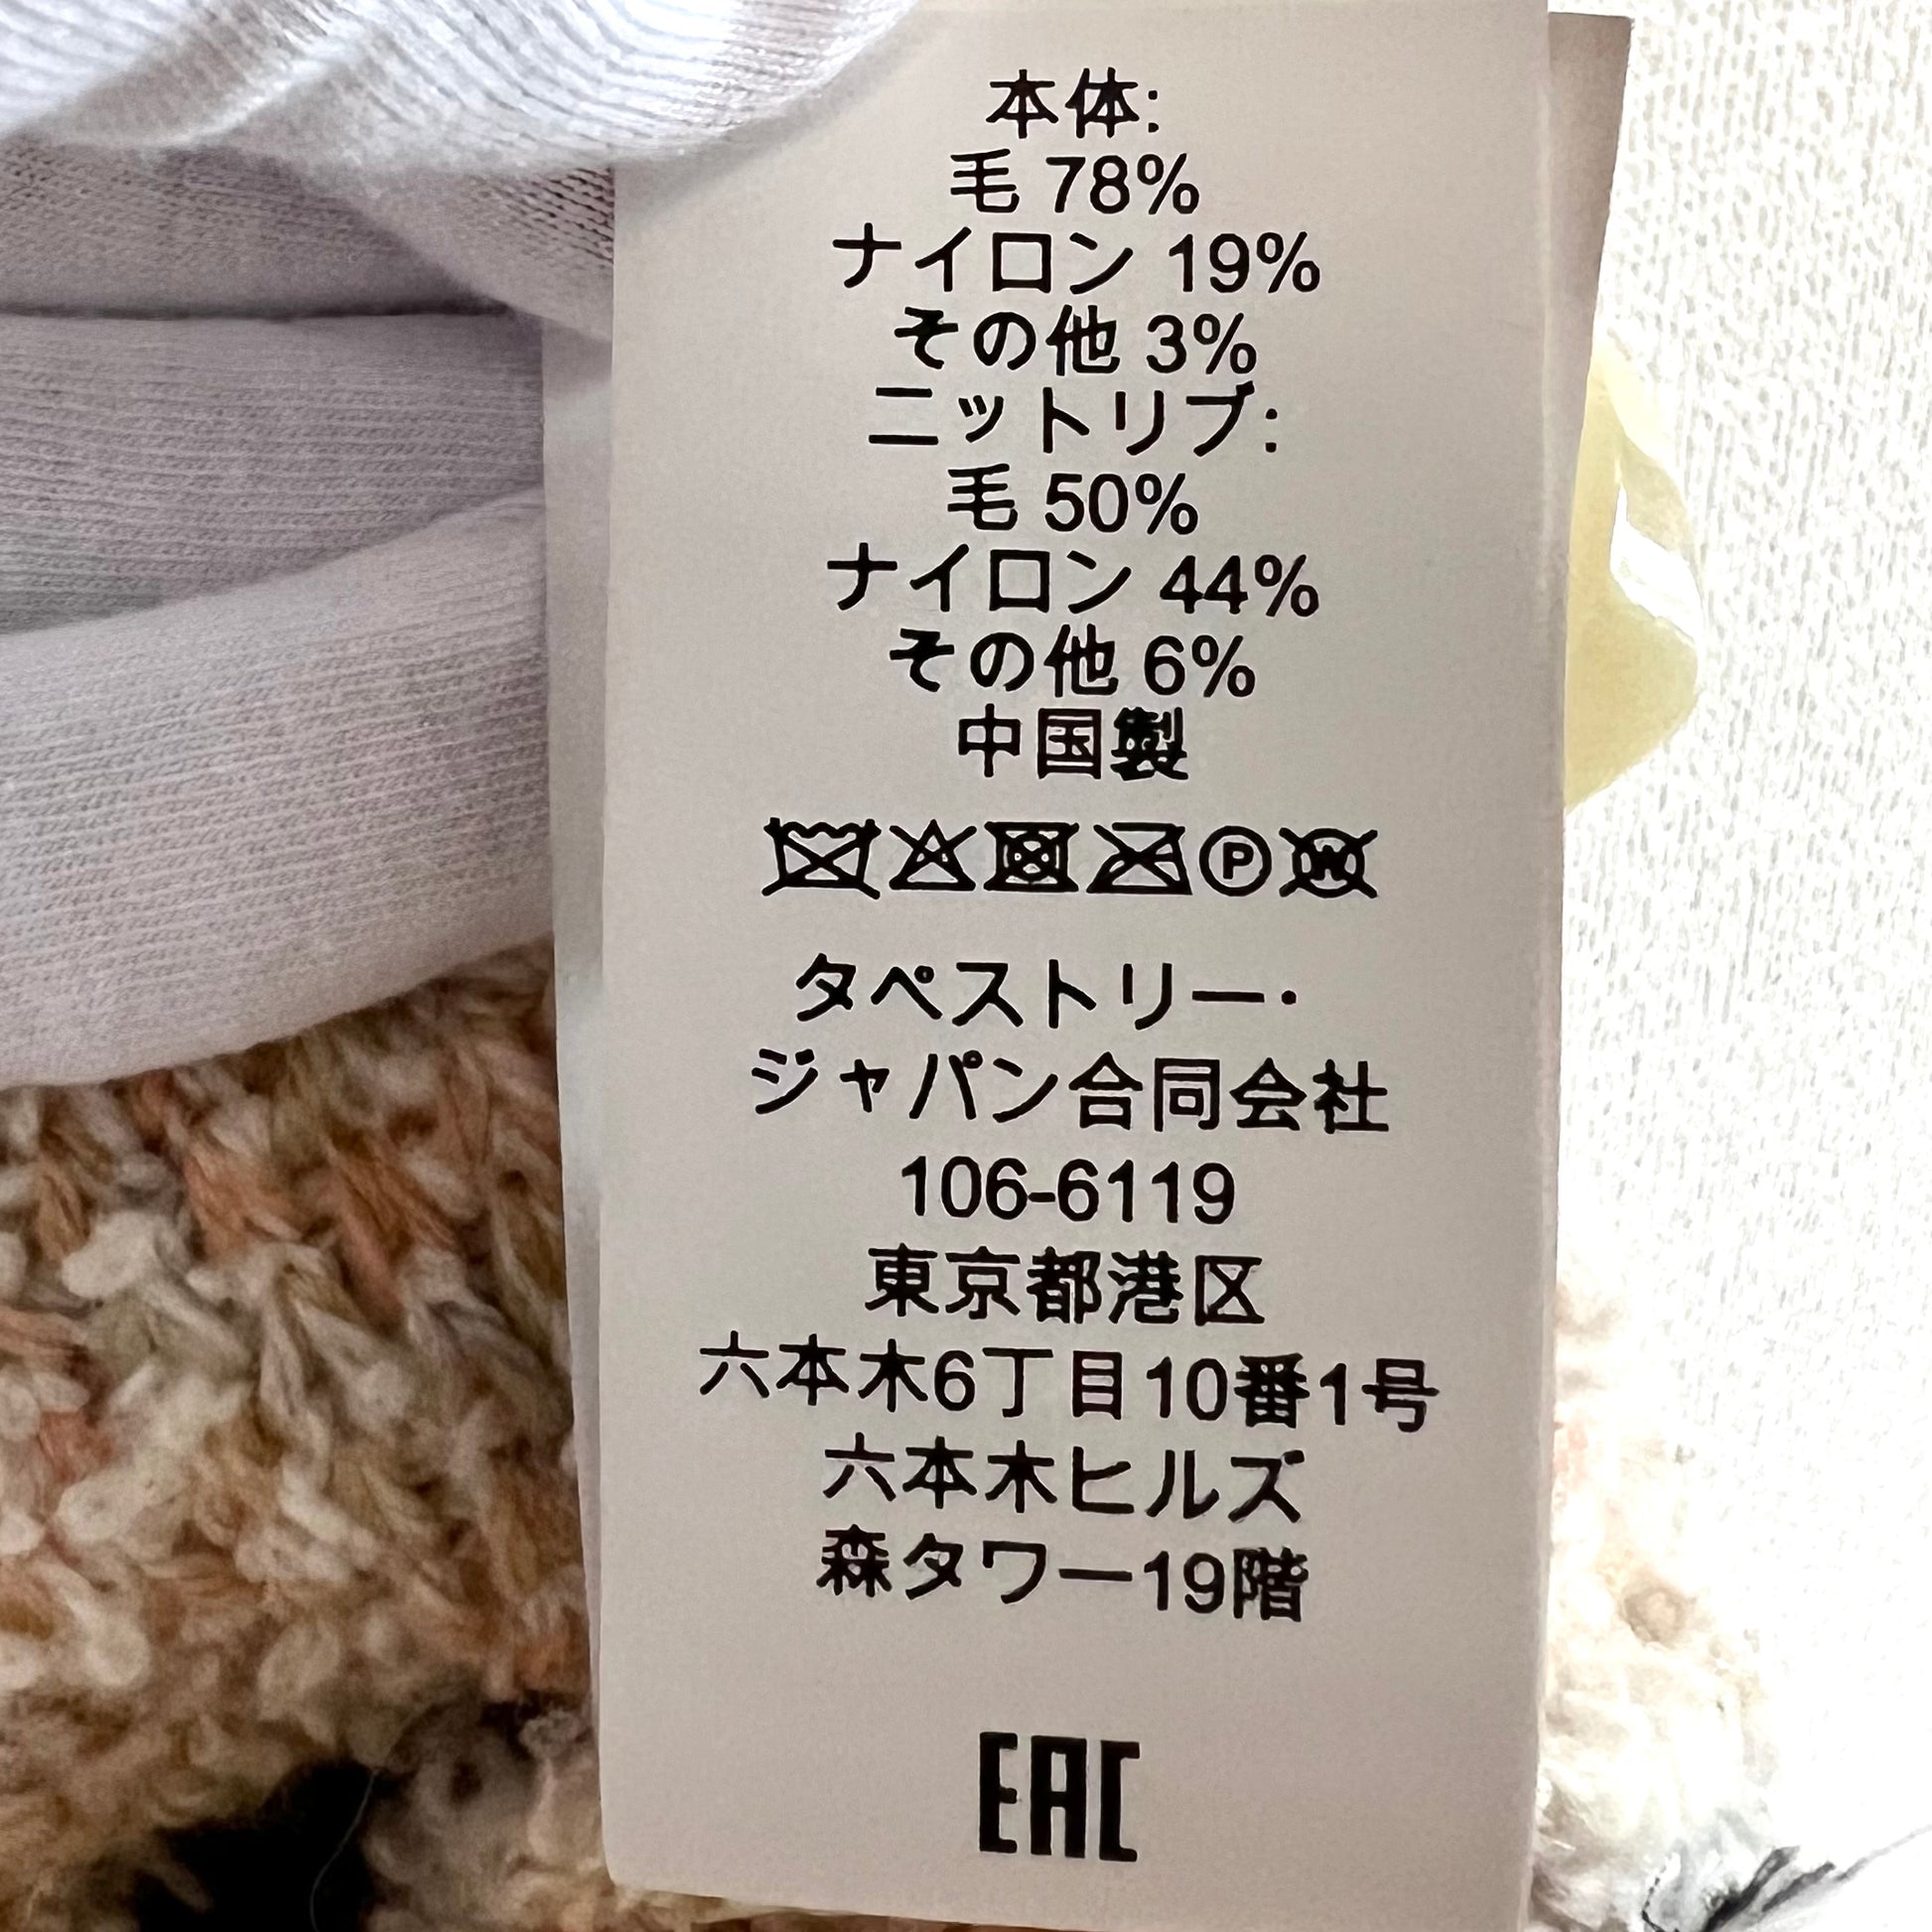 本体:
毛 78%
ナイロン 19%
その他 3%
ニットリブ:
毛 50%
ナイロン 44%
その他 6%
中国製
P W
タペストリー・
ジャパン合同会社
106-6119
東京都港区
六本木6丁目10番1号
六本木ヒルズ
森タワー19階
EAC